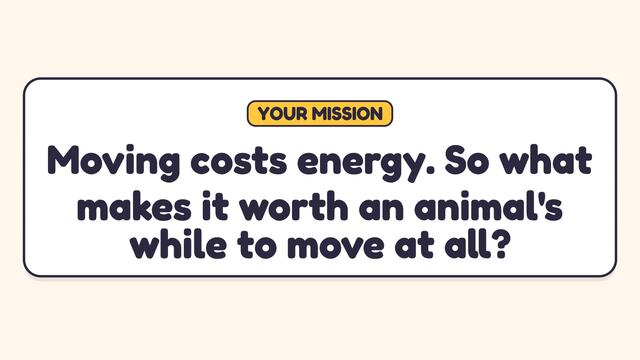 YOUR MISSION
Moving costs energy. So what
makes it worth an animal's
while to move at all?